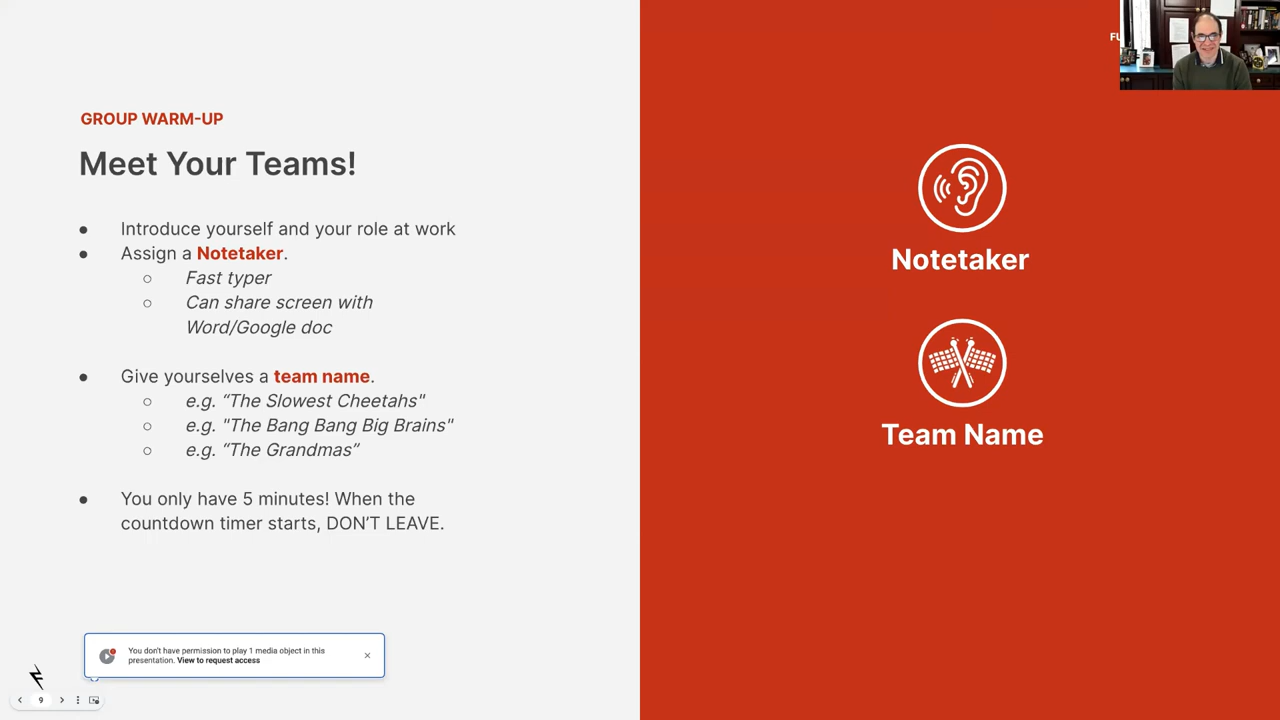 FU
GROUP WARM-UP
Meet Your Teams!
● Introduce yourself and your role at work
● Assign a Notetaker.
○ Fast typer
○ Can share screen with
Word/Google doc
● Give yourselves a team name.
○ e.g. “The Slowest Cheetahs"
○ e.g. "The Bang Bang Big Brains"
○ e.g. “The Grandmas”
● You only have 5 minutes! When the
countdown timer starts, DON’T LEAVE.
Notetaker
Team Name
You don't have permission to play 1 media object in this
presentation. View to request access
9